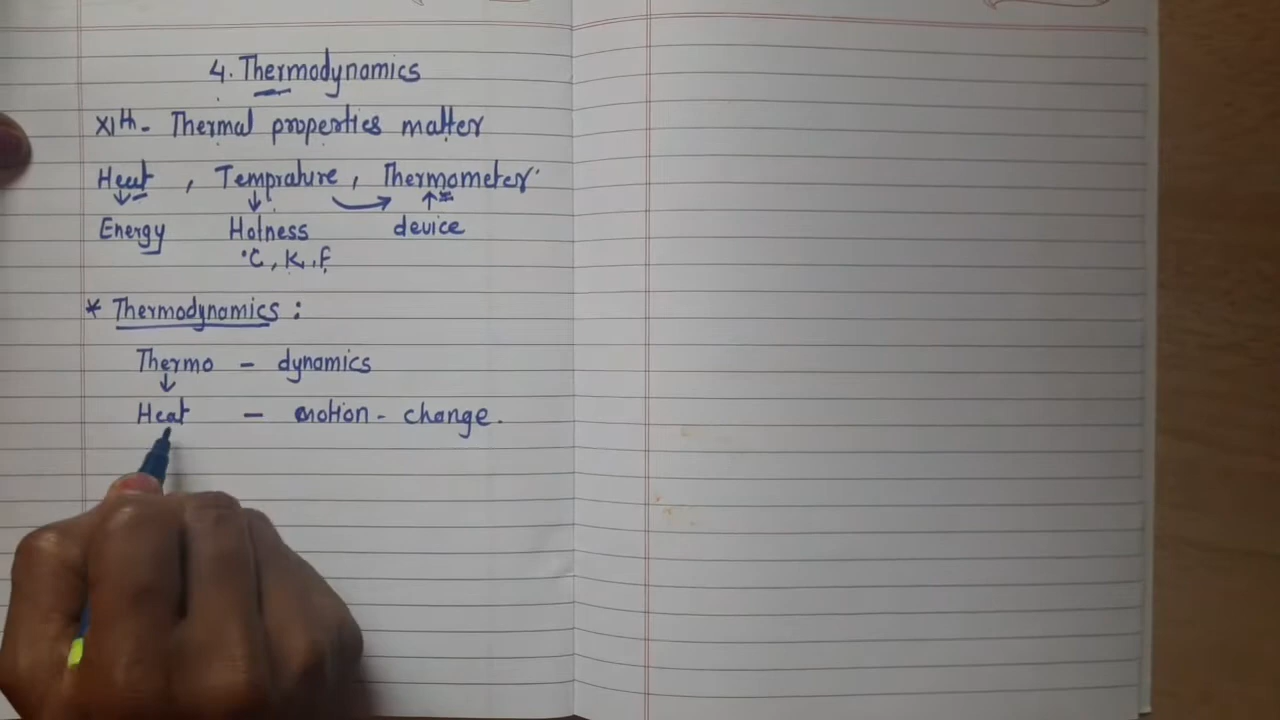 4. Thermodynamics
XIth - Thermal properties matter
Heat , Temprature , Thermometer
↓ ↓ → ↑
Energy Hotness device
°C, K, F
* Thermodynamics :
Thermo - dynamics
↓
Heat - motion - change.